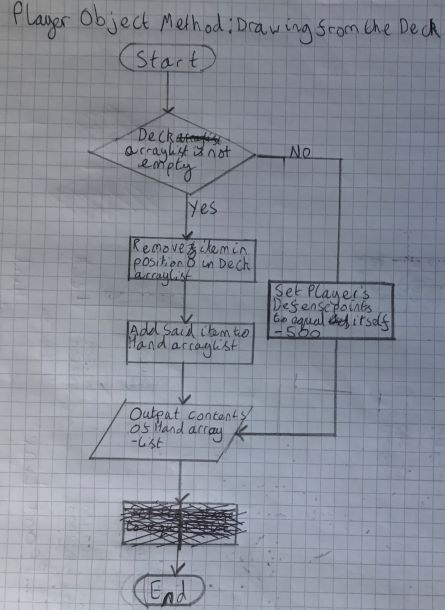 Player Object Method: Drawing from the Deck
Start
Deck
arraylist is not
empty
No
Yes
Remove item in
position 0 in Deck
arraylist
Set Player's
Defense points
to equal itself
-500
Add said item to
Hand arraylist
Output contents
of Hand array
-list
End